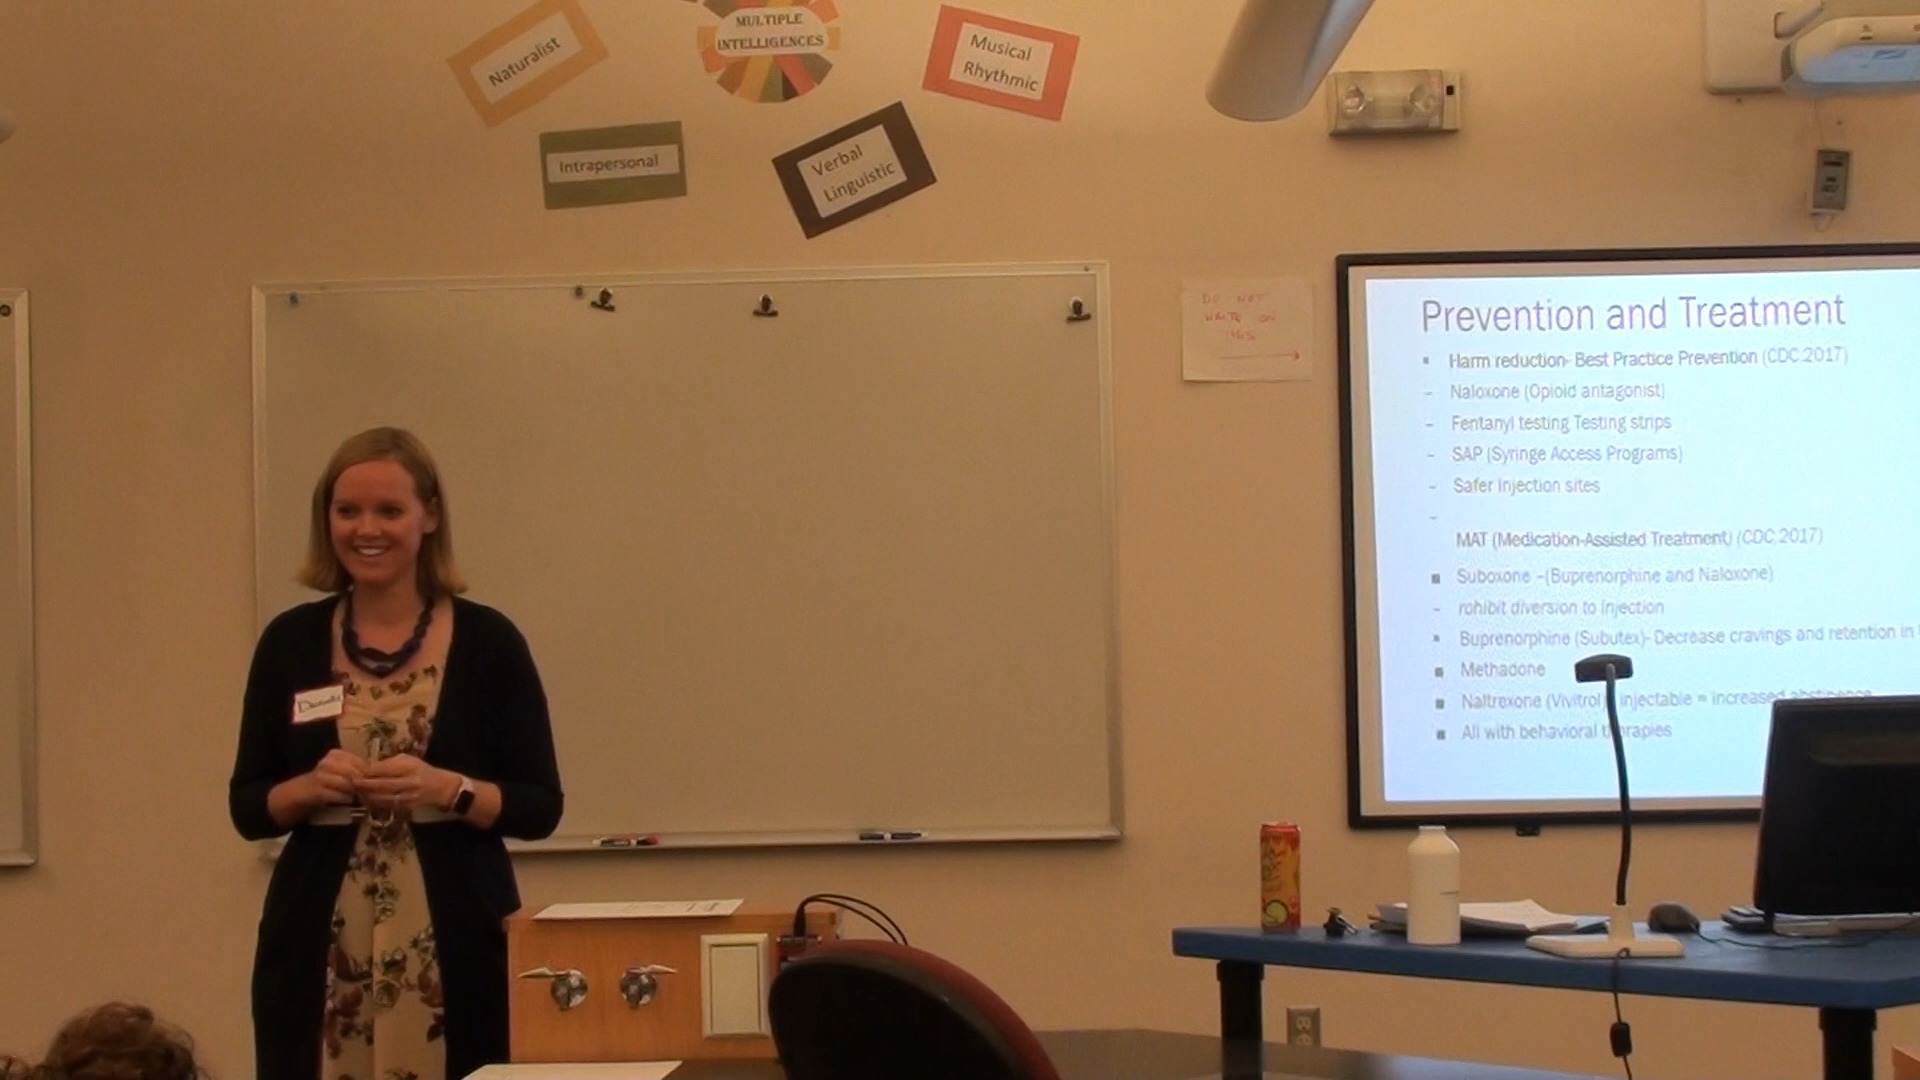 MULTIPLE
INTELLIGENCES
Naturalist
Musical
Rhythmic
Intrapersonal
Verbal
Linguistic
DO NOT
WRITE ON
THIS
Prevention and Treatment
▪ Harm reduction- Best Practice Prevention (CDC,2017)
– Naloxone (Opioid antagonist)
– Fentanyl testing Testing strips
– SAP (Syringe Access Programs)
– Safer Injection sites
–
MAT (Medication-Assisted Treatment) (CDC,2017)
■ Suboxone –(Buprenorphine and Naloxone)
– rohibit diversion to injection
▪ Buprenorphine (Subutex)- Decrease cravings and retention in
■ Methadone
■ Naltrexone (Vivitrol) injectable = increased abstinence
■ All with behavioral therapies